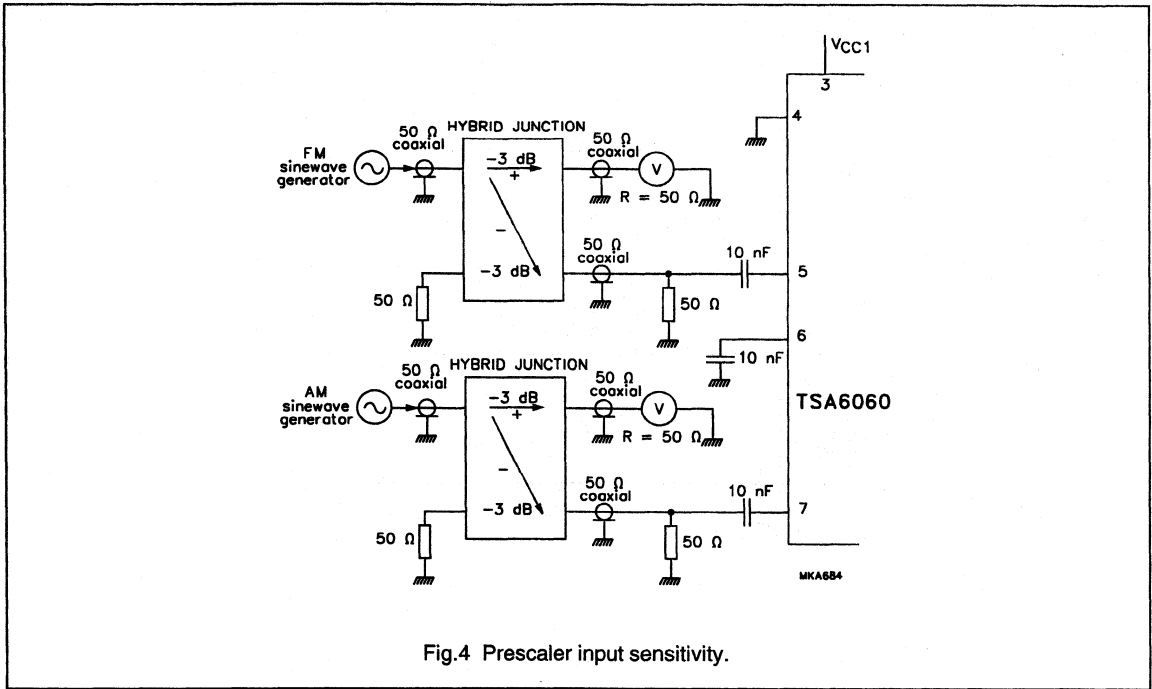 VCC1
3
4
HYBRID JUNCTION
50 Ω
coaxial
FM
sinewave
generator
-3 dB
+
50 Ω
coaxial
V
R = 50 Ω
-
-3 dB
50 Ω
50 Ω
coaxial
50 Ω
10 nF
5
6
10 nF
HYBRID JUNCTION
50 Ω
coaxial
AM
sinewave
generator
-3 dB
+
50 Ω
coaxial
V
R = 50 Ω
TSA6060
-
-3 dB
50 Ω
50 Ω
coaxial
50 Ω
10 nF
7
MKA684
Fig.4 Prescaler input sensitivity.